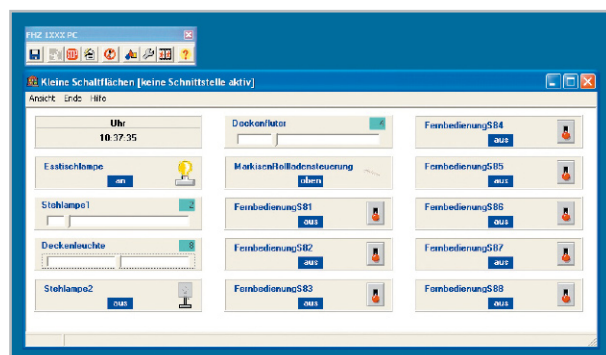 FHZ 1XXX PC
Kleine Schaltflächen [keine Schnittstelle aktiv]
Ansicht Ende Hilfe
Uhr
10:37:35
Esstischlampe
an
Stehlampe1
2
Deckenleuchte
8
Stehlampe2
aus
Deckenfluter
MarkisenRollladensteuerung
oben
FernbedienungS81
aus
FernbedienungS82
aus
FernbedienungS83
aus
FernbedienungS84
aus
FernbedienungS85
aus
FernbedienungS86
aus
FernbedienungS87
aus
FernbedienungS88
aus